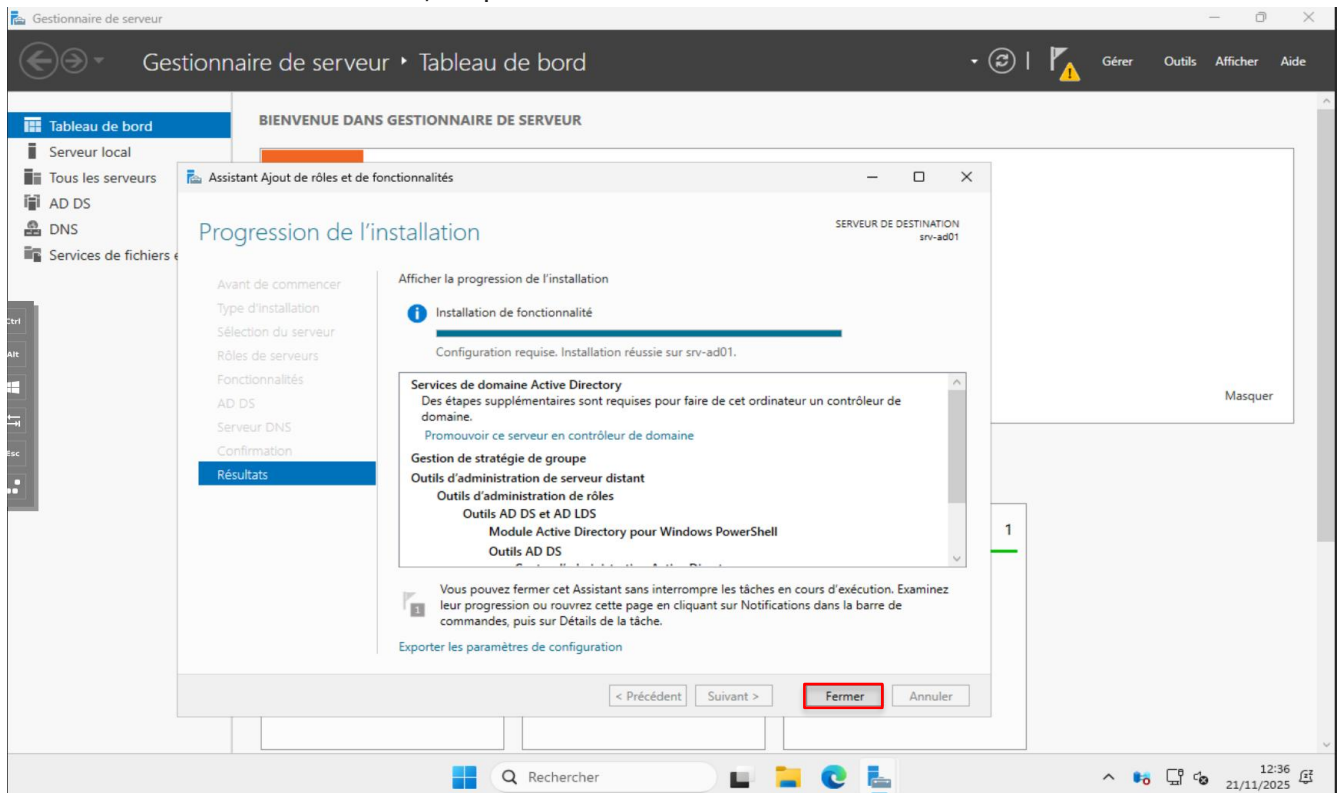 Gestionnaire de serveur
Gestionnaire de serveur • Tableau de bord
Gérer Outils Afficher Aide
Tableau de bord
Serveur local
Tous les serveurs
AD DS
DNS
Services de fichiers
BIENVENUE DANS GESTIONNAIRE DE SERVEUR
Assistant Ajout de rôles et de fonctionnalités
Progression de l’installation
SERVEUR DE DESTINATION
srv-ad01
Avant de commencer
Type d'installation
Sélection du serveur
Rôles de serveurs
Fonctionnalités
AD DS
Serveur DNS
Confirmation
Résultats
Afficher la progression de l’installation
Installation de fonctionnalité
Configuration requise. Installation réussie sur srv-ad01.
Services de domaine Active Directory
Des étapes supplémentaires sont requises pour faire de cet ordinateur un contrôleur de
domaine.
Promouvoir ce serveur en contrôleur de domaine
Gestion de stratégie de groupe
Outils d’administration de serveur distant
Outils d’administration de rôles
Outils AD DS et AD LDS
Module Active Directory pour Windows PowerShell
Outils AD DS
1
Vous pouvez fermer cet Assistant sans interrompre les tâches en cours d’exécution. Examinez
leur progression ou rouvrez cette page en cliquant sur Notifications dans la barre de
commandes, puis sur Détails de la tâche.
Exporter les paramètres de configuration
< Précédent Suivant > Fermer Annuler
Masquer
1
Ctrl
Alt
Esc
Rechercher
12:36
21/11/2025